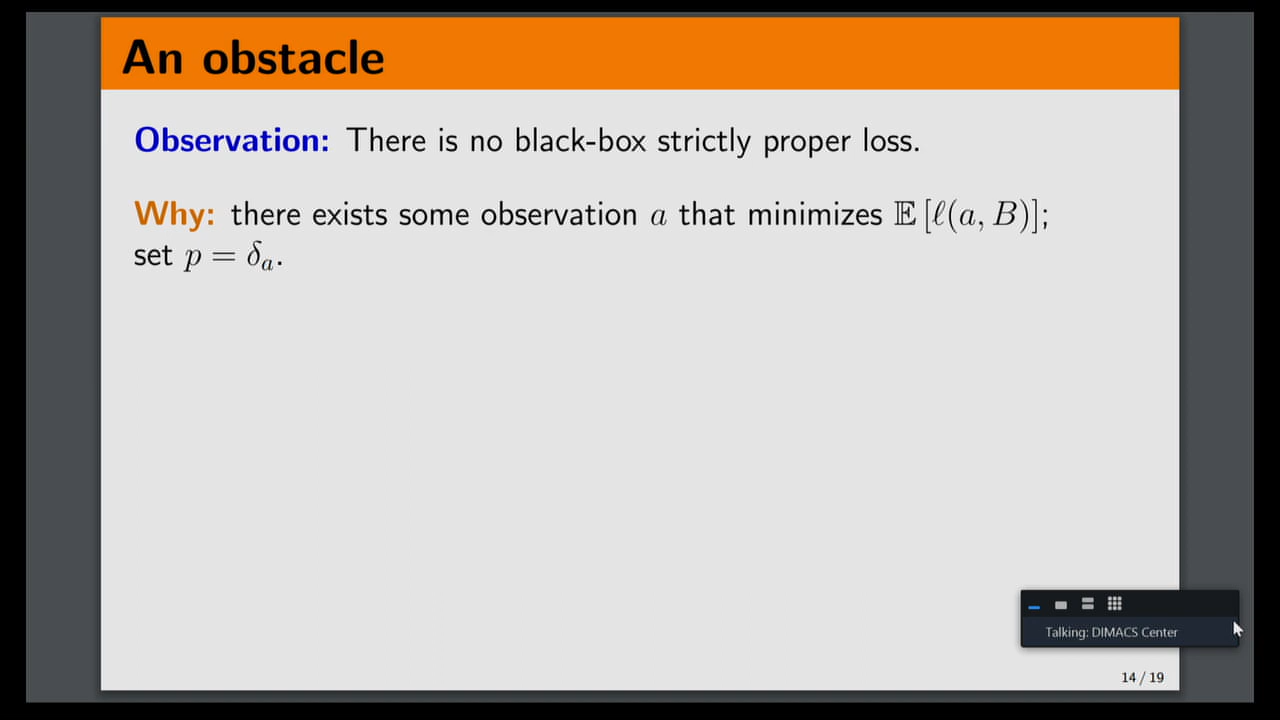 An obstacle
Observation: There is no black-box strictly proper loss.
Why: there exists some observation a that minimizes 𝔼 [ℓ(a, B)];
set p = δₐ.
Talking: DIMACS Center
14 / 19